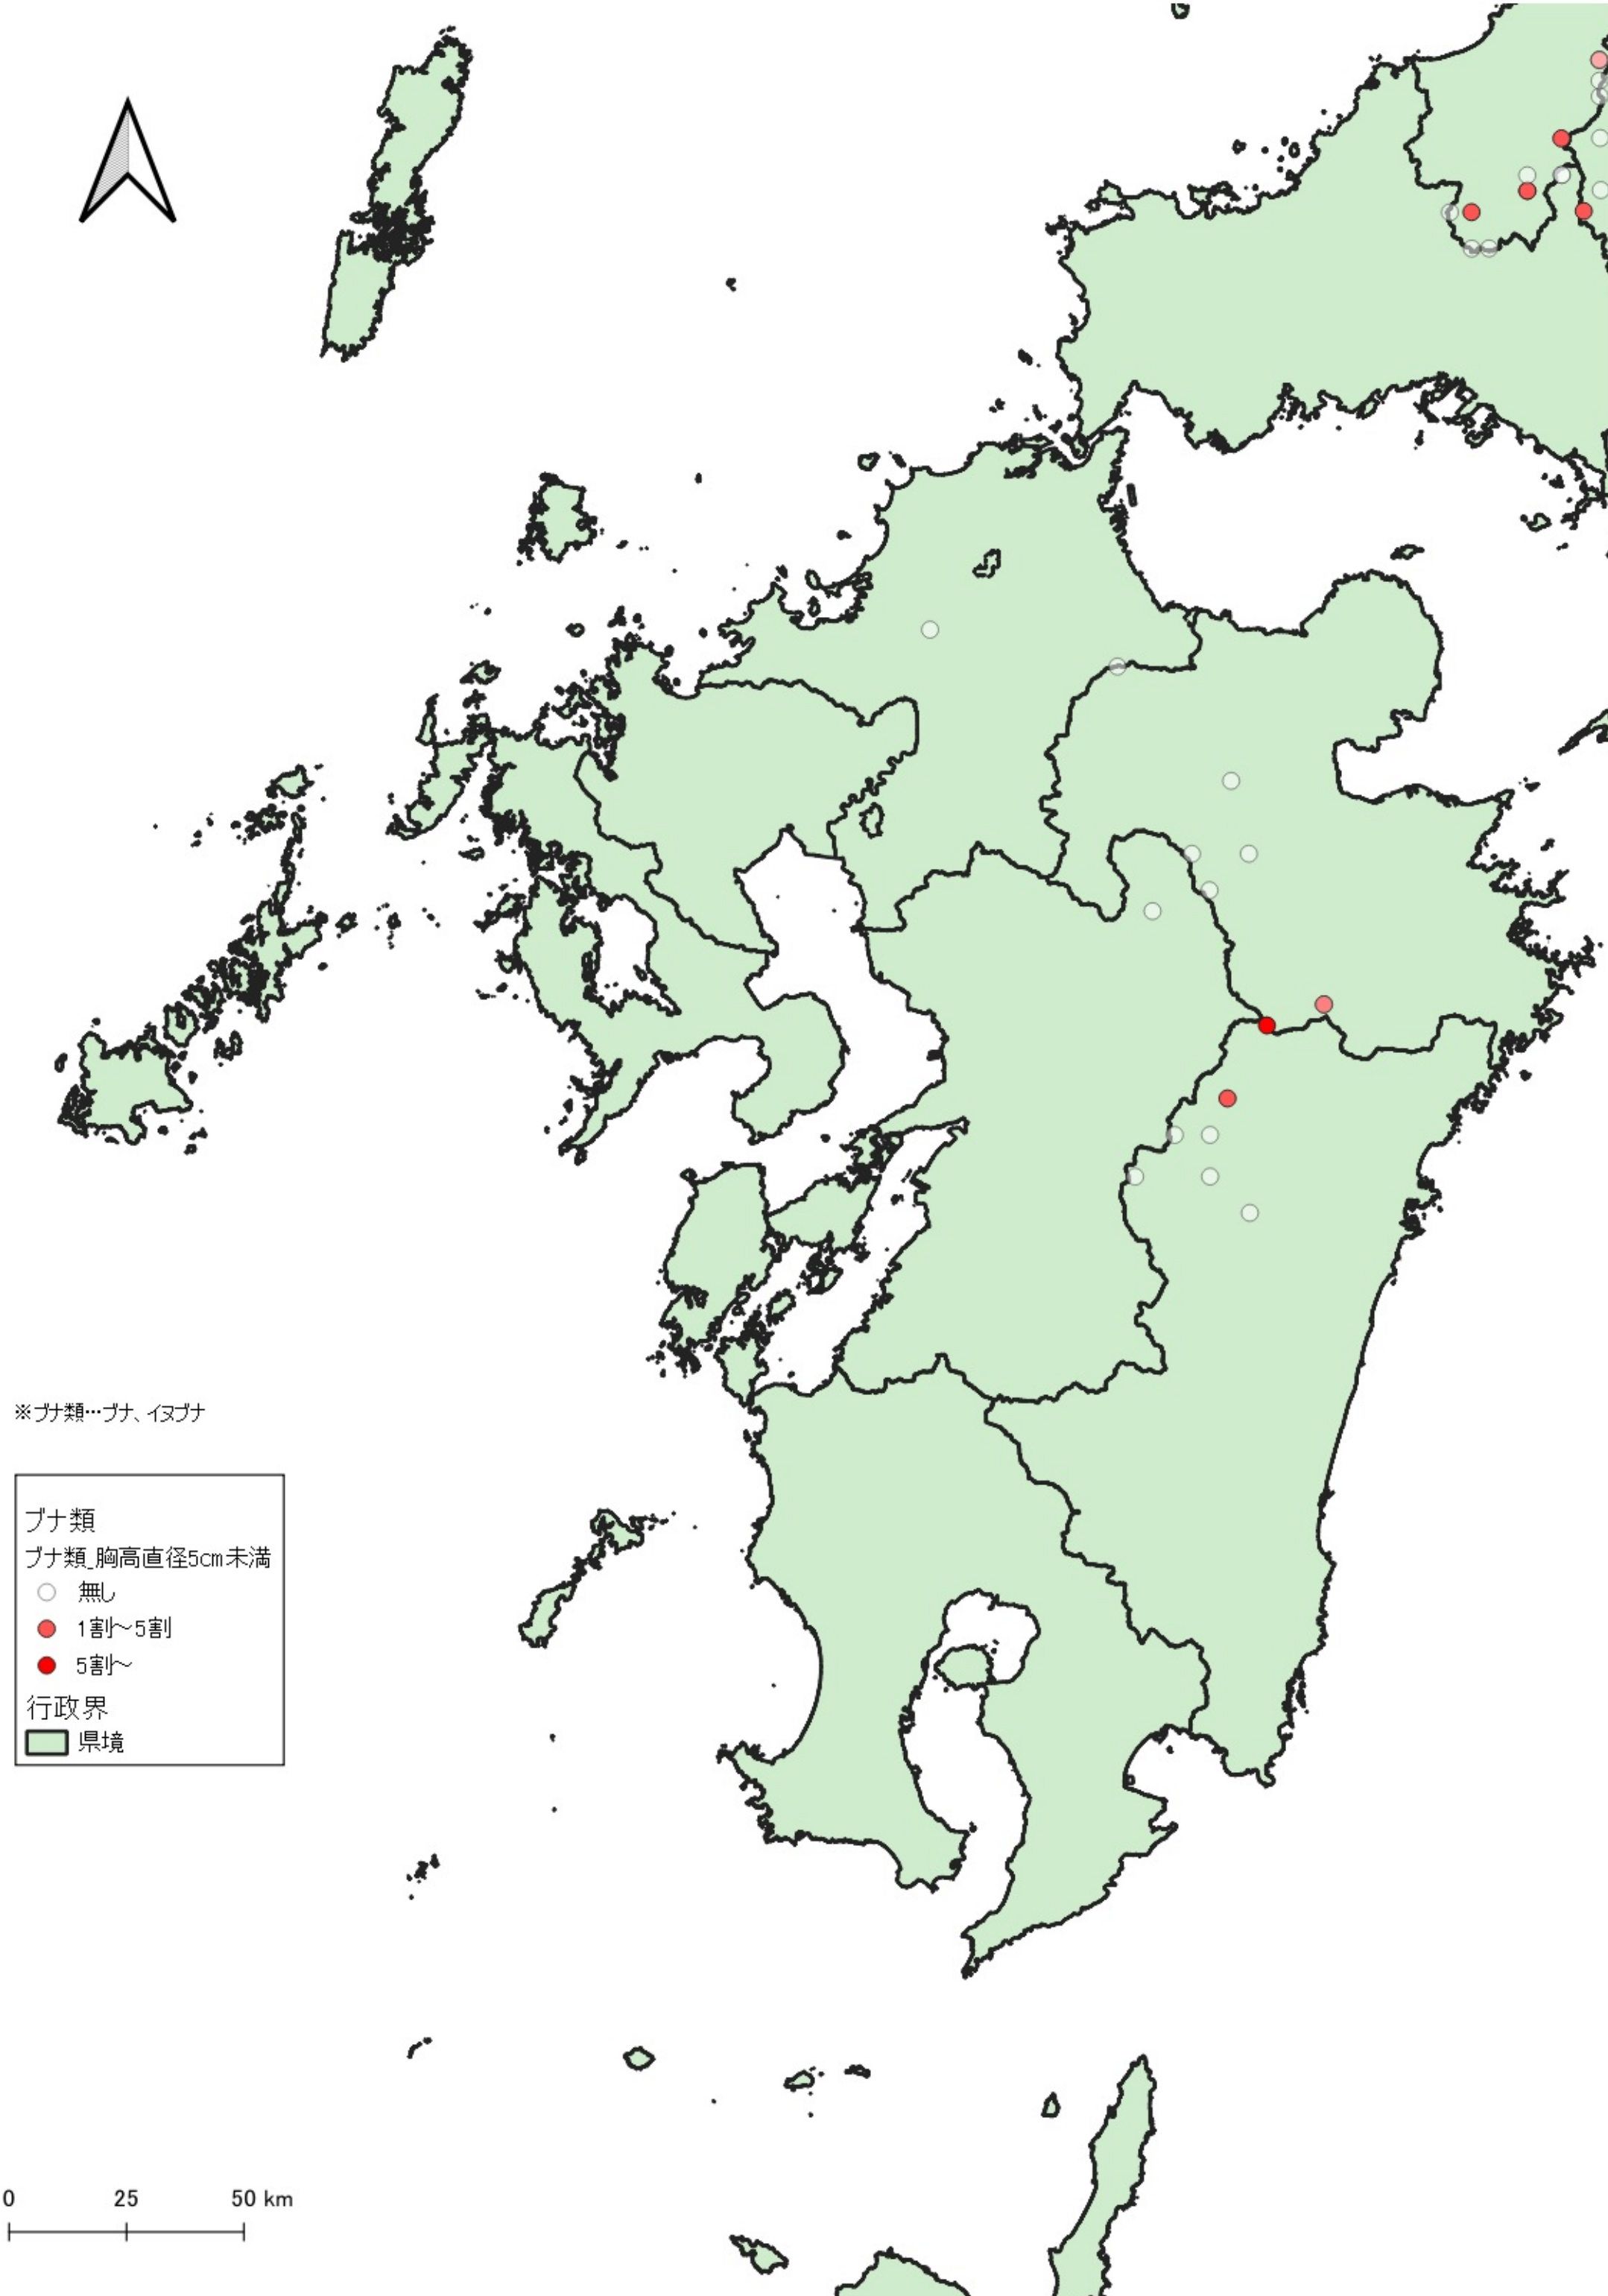 ※ブナ類…ブナ、イヌブナ
ブナ類
ブナ類_胸高直径5cm未満
無し
1割～5割
5割～
行政界
県境
0 25 50 km